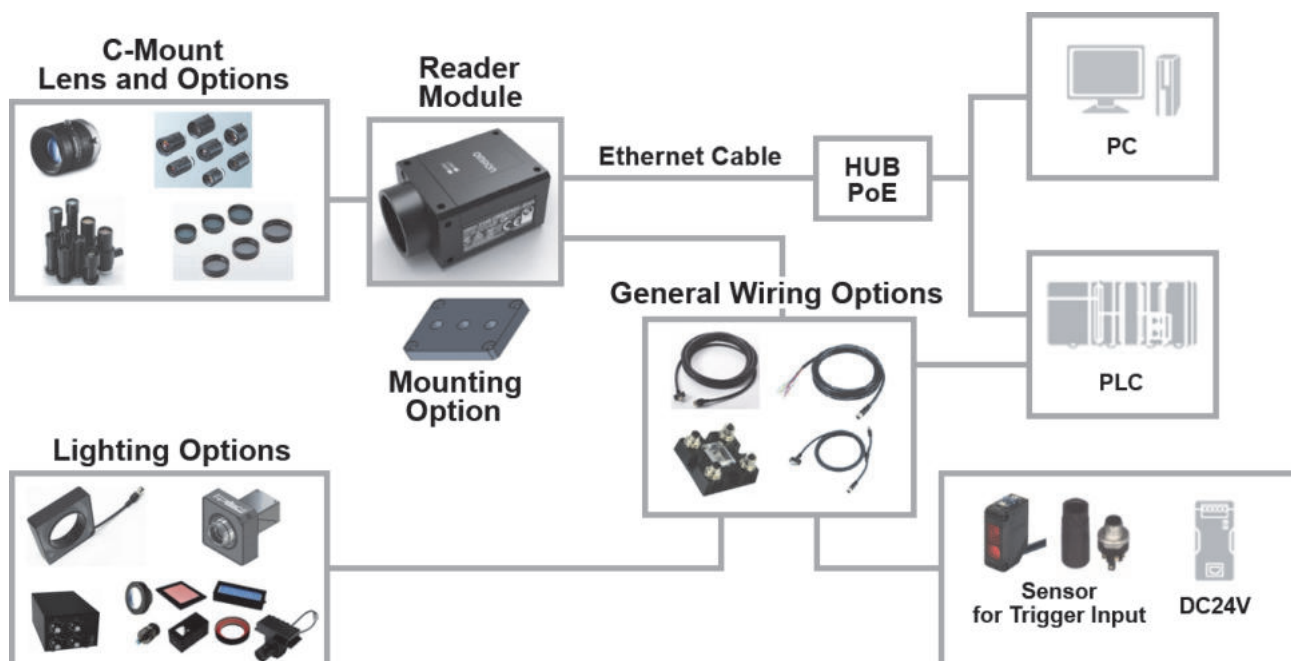 C-Mount
Lens and Options
Reader
Module
OMRON
Ethernet Cable
HUB
PoE
PC
General Wiring Options
PLC
Mounting
Option
Lighting Options
Sensor
for Trigger Input
DC24V